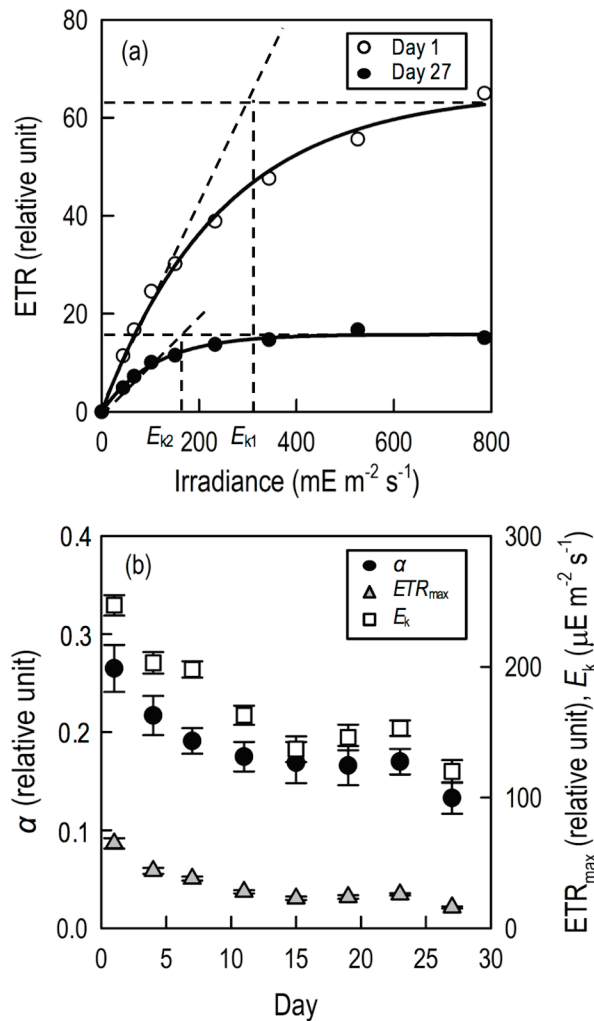 (a)
Day 1
Day 27
80
60
40
20
0
ETR (relative unit)
0 200 400 600 800
Ek2 Ek1
Irradiance (mE m-2 s-1)
(b)
α
ETRmax
Ek
0.4
0.3
0.2
0.1
0.0
α (relative unit)
300
200
100
0
ETRmax (relative unit), Ek (μE m-2 s-1)
0 5 10 15 20 25 30
Day